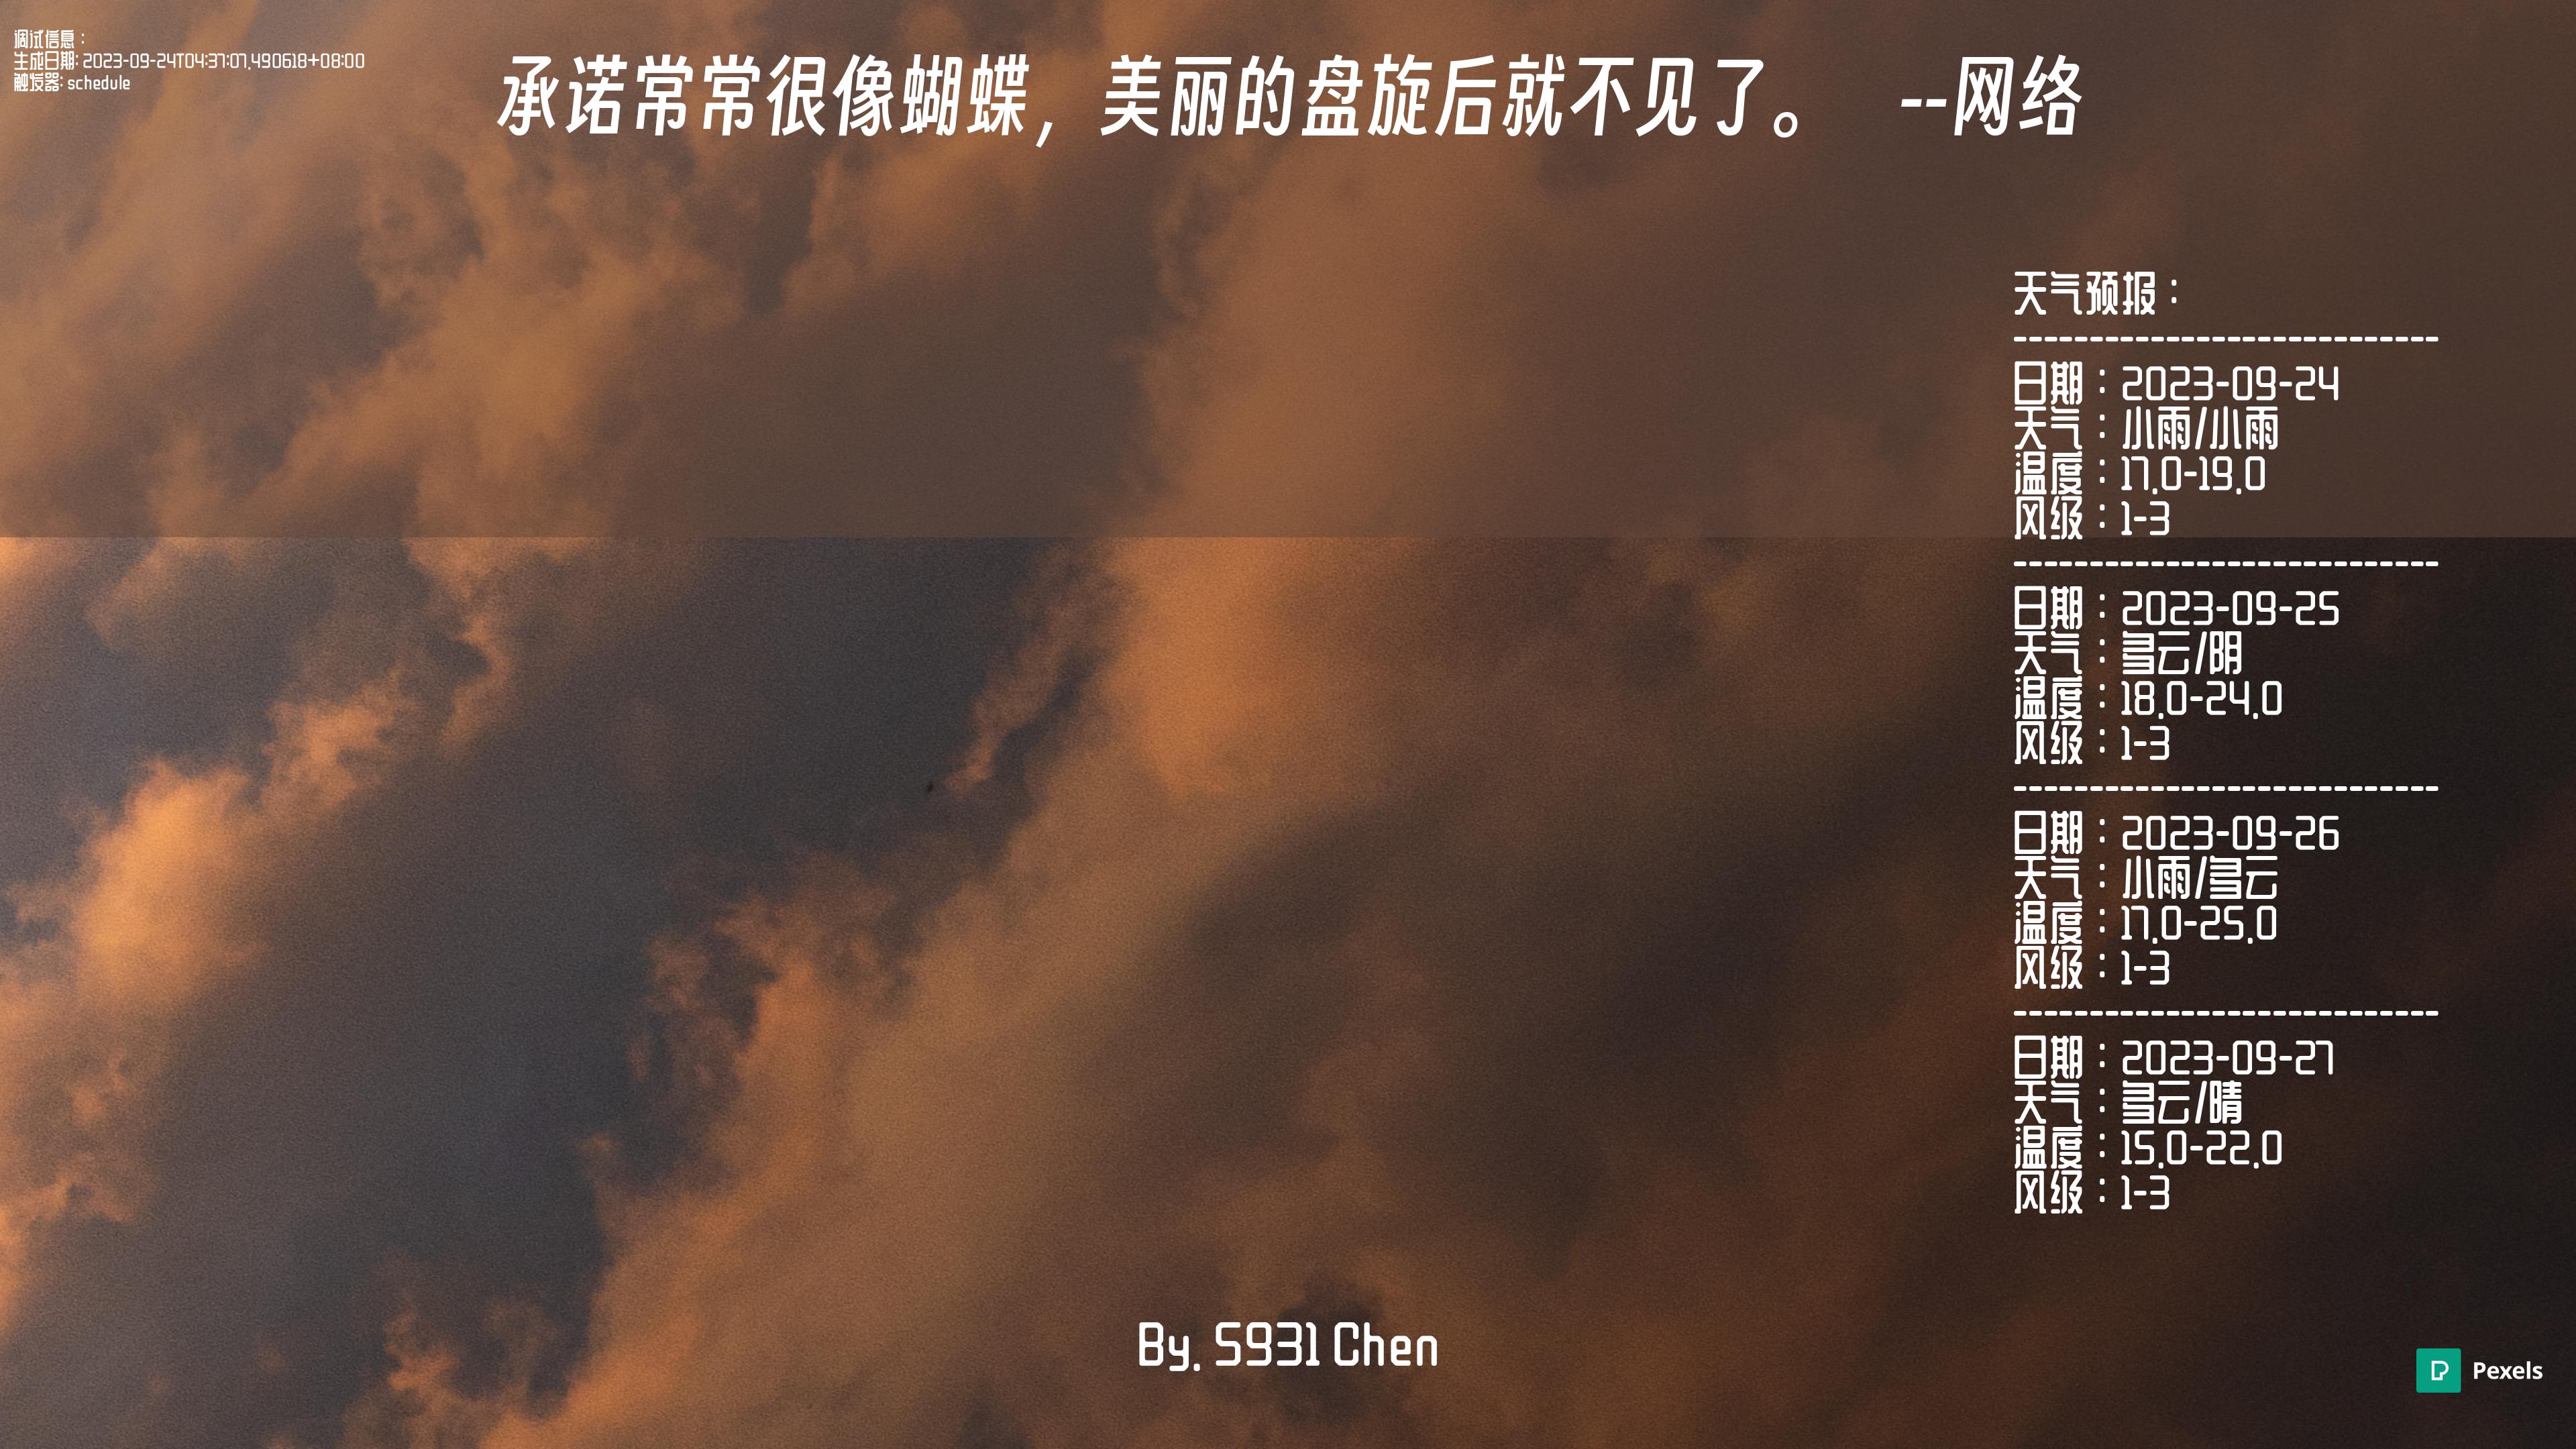 调试信息：
生成日期: 2023-09-24T04:37:07.490618+08:00
触发器: schedule
承诺常常很像蝴蝶，美丽的盘旋后就不见了。 --网络
天气预报：
----------------------------
日期：2023-09-24
天气：小雨/小雨
温度：17.0-19.0
风级：1-3
----------------------------
日期：2023-09-25
天气：多云/阴
温度：18.0-24.0
风级：1-3
----------------------------
日期：2023-09-26
天气：小雨/多云
温度：17.0-25.0
风级：1-3
----------------------------
日期：2023-09-27
天气：多云/晴
温度：15.0-22.0
风级：1-3
By. S931 Chen
Pexels